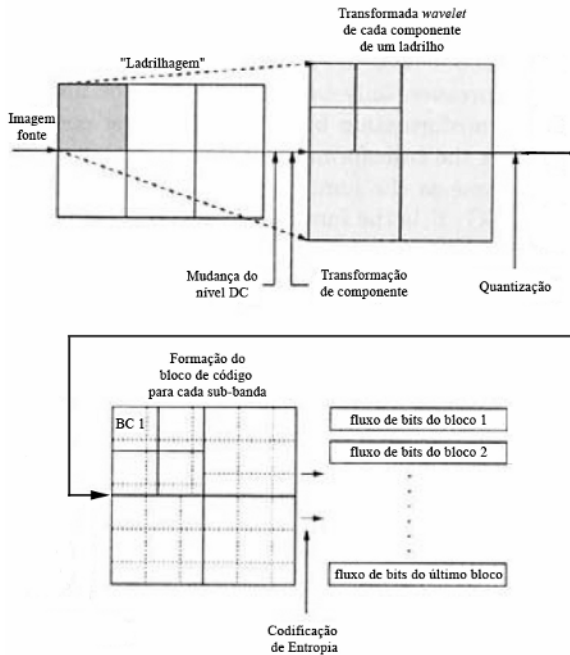 Transformada wavelet
de cada componente
de um ladrilho
"Ladrilhagem"
Imagem
fonte
Mudança do
nível DC
Transformação
de componente
Quantização
Formação do
bloco de código
para cada sub-banda
BC 1
fluxo de bits do bloco 1
fluxo de bits do bloco 2
fluxo de bits do último bloco
Codificação
de Entropia